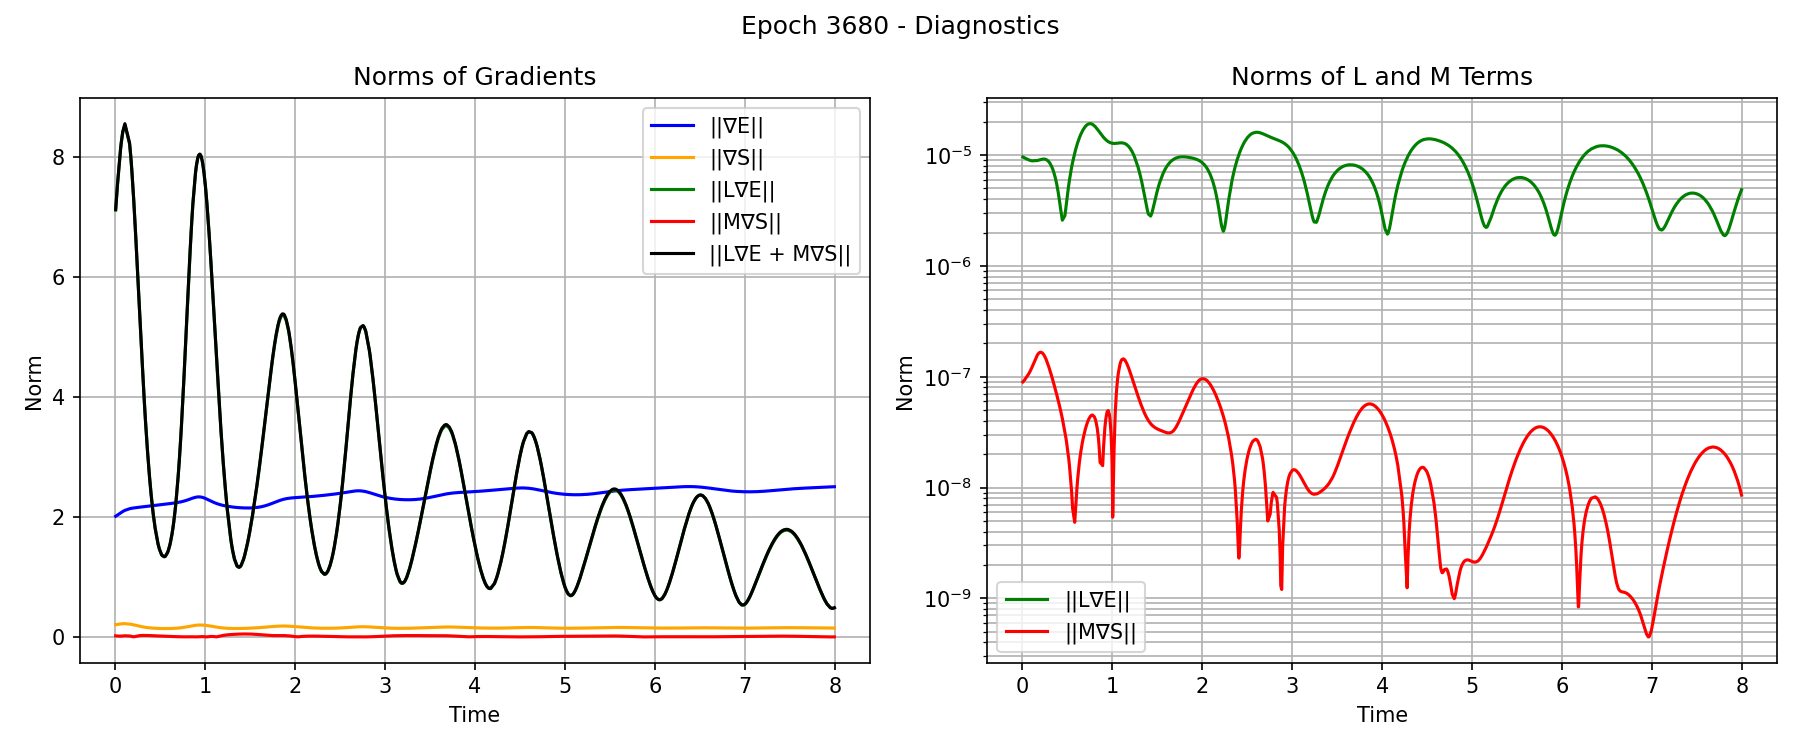 Epoch 3680 - Diagnostics
Norms of Gradients
||∇E||
||∇S||
||L∇E||
||M∇S||
||L∇E + M∇S||
8
6
4
2
0
Norm
0 1 2 3 4 5 6 7 8
Time
Norms of L and M Terms
10⁻⁵
10⁻⁶
10⁻⁷
10⁻⁸
10⁻⁹
Norm
||L∇E||
||M∇S||
0 1 2 3 4 5 6 7 8
Time